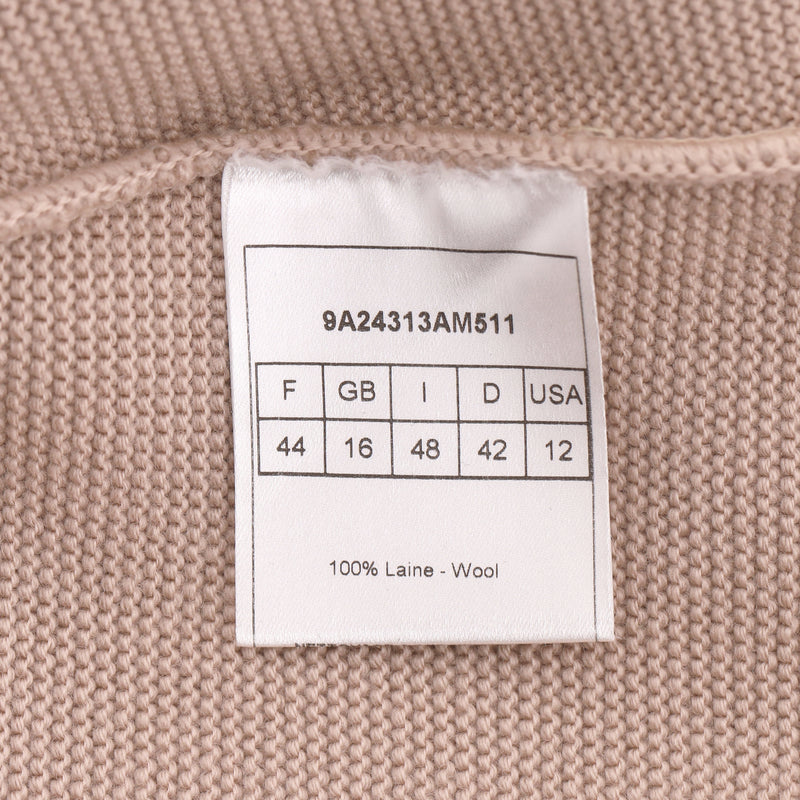 9A24313AM511
F GB I D USA
44 16 48 42 12
100% Laine - Wool